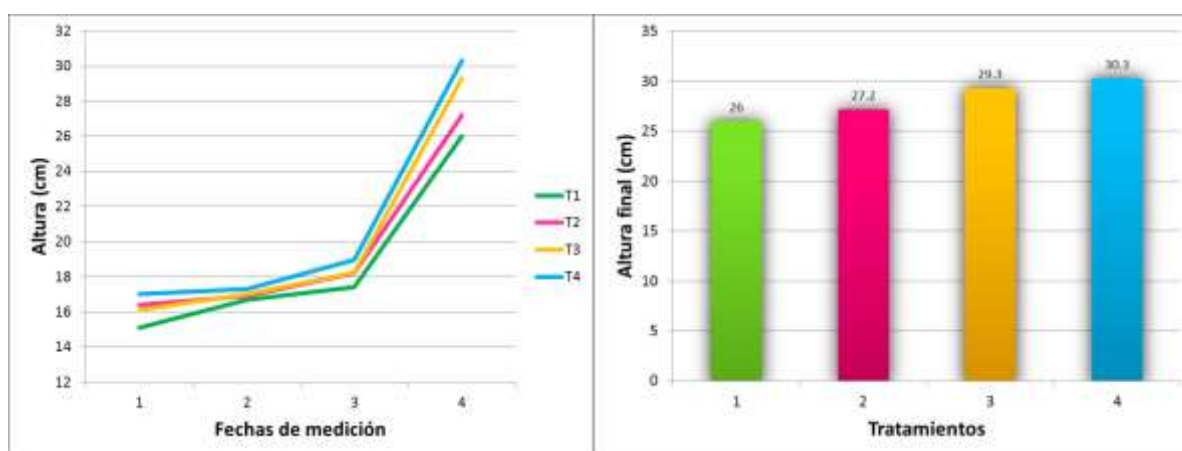 32
30
28
26
24
22
20
18
16
14
12
Altura (cm)
1 2 3 4
Fechas de medición
T1
T2
T3
T4
35
30
25
20
15
10
5
0
Altura final (cm)
26
27.2
29.3
30.3
1 2 3 4
Tratamientos